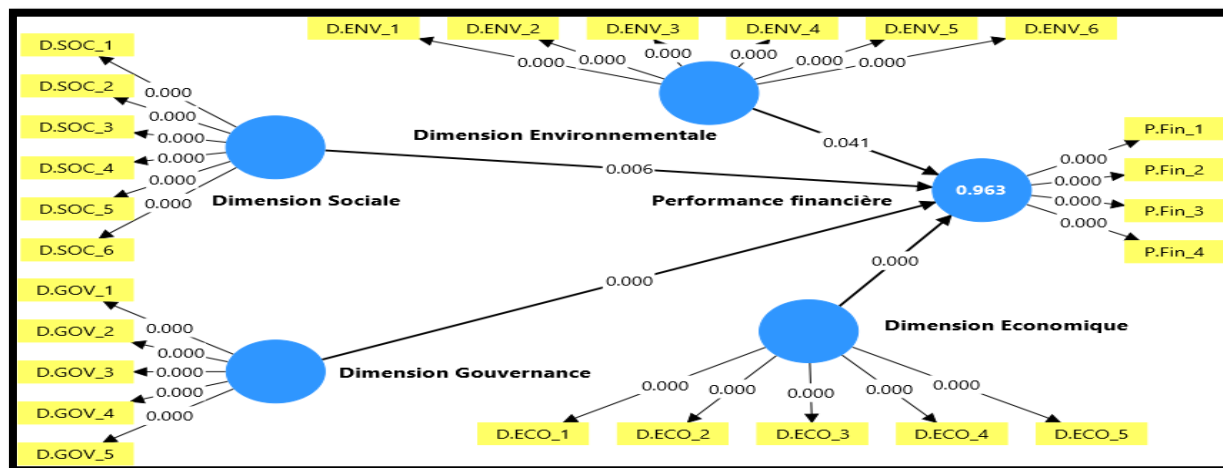 D.ENV_1 D.ENV_2 D.ENV_3 D.ENV_4 D.ENV_5 D.ENV_6
0.000 0.000 0.000 0.000 0.000 0.000
Dimension Environnementale
0.041
D.SOC_1
D.SOC_2
D.SOC_3
D.SOC_4
D.SOC_5
D.SOC_6
0.000
0.000
0.000
0.000
0.000
0.000
Dimension Sociale
0.006
Performance financière
0.963
P.Fin_1
P.Fin_2
P.Fin_3
P.Fin_4
0.000
0.000
0.000
0.000
D.GOV_1
D.GOV_2
D.GOV_3
D.GOV_4
D.GOV_5
0.000
0.000
0.000
0.000
0.000
Dimension Gouvernance
0.000
0.000
Dimension Economique
0.000 0.000 0.000 0.000 0.000
D.ECO_1 D.ECO_2 D.ECO_3 D.ECO_4 D.ECO_5